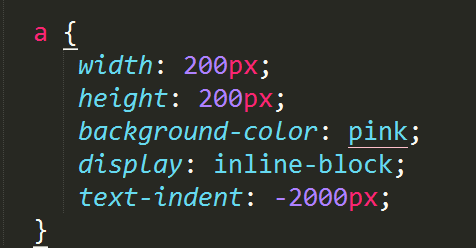 a {
width: 200px;
height: 200px;
background-color: pink;
display: inline-block;
text-indent: -2000px;
}